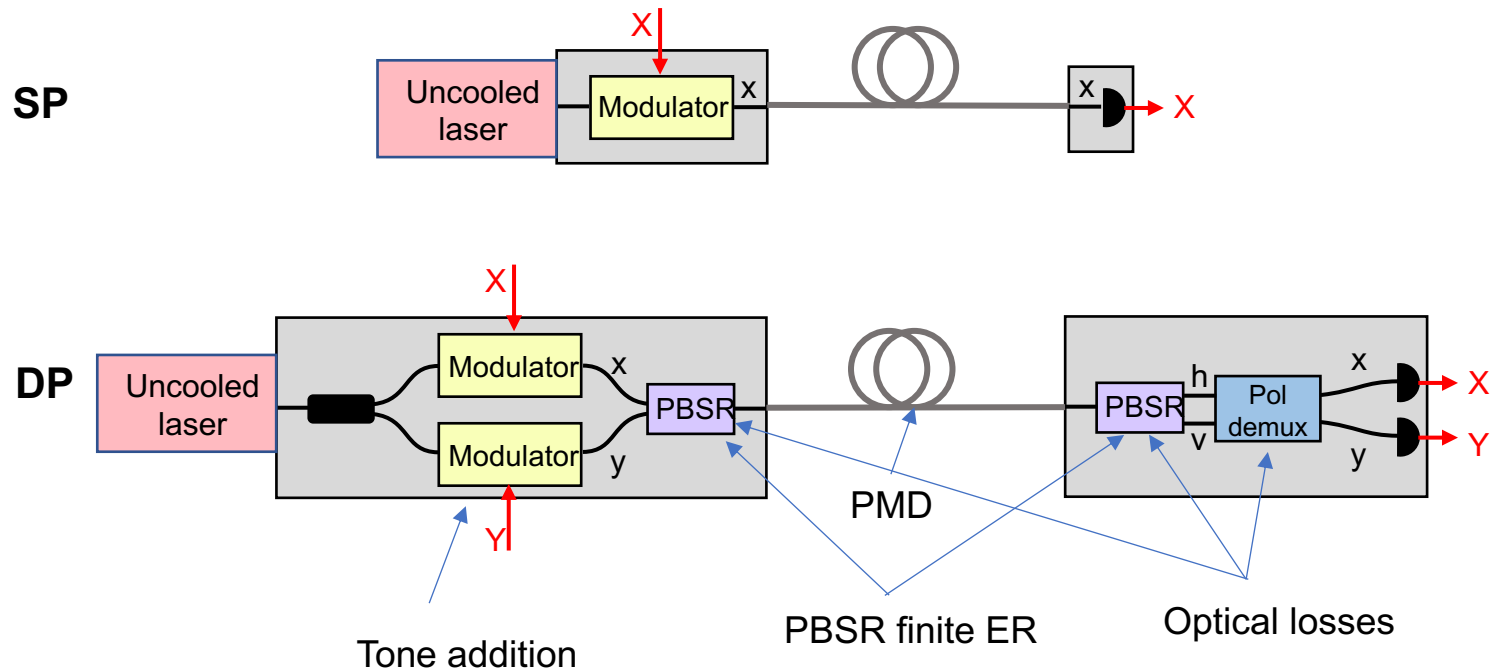 SP
Uncooled
laser
X
Modulator
x
x
X
DP
Uncooled
laser
X
Modulator
x
Modulator
y
Y
PBSR
PBSR
h
v
Pol
demux
x
y
X
Y
PMD
PBSR finite ER
Optical losses
Tone addition